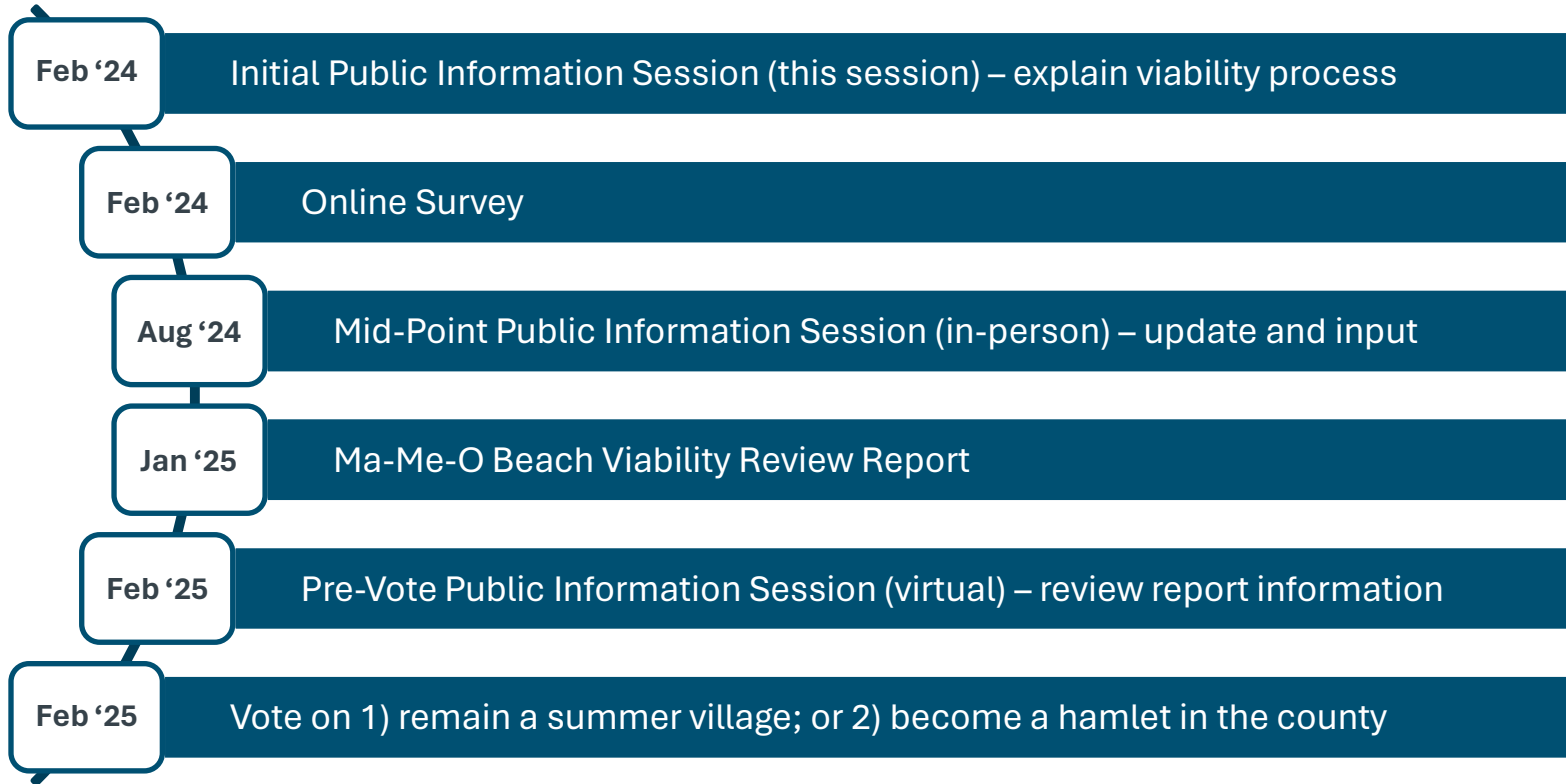 Feb ‘24
Initial Public Information Session (this session) – explain viability process
Feb ‘24
Online Survey
Aug ‘24
Mid-Point Public Information Session (in-person) – update and input
Jan ‘25
Ma-Me-O Beach Viability Review Report
Feb ‘25
Pre-Vote Public Information Session (virtual) – review report information
Feb ‘25
Vote on 1) remain a summer village; or 2) become a hamlet in the county